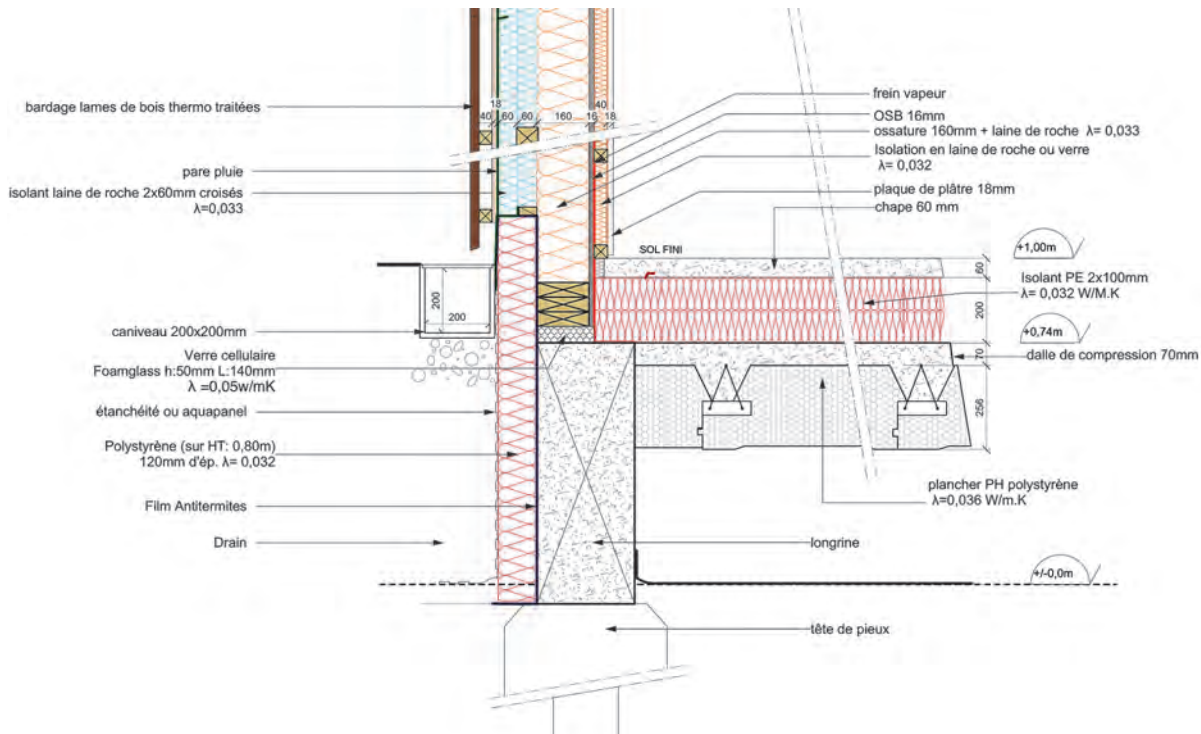 bardage lames de bois thermo traitées
pare pluie
isolant laine de roche 2x60mm croisés
λ=0,033
caniveau 200x200mm
Verre cellulaire
Foamglass h:50mm L:140mm
λ =0,05w/mK
étanchéité ou aquapanel
Polystyrène (sur HT: 0,80m)
120mm d'ép. λ= 0,032
Film Antitermites
Drain
18
40
60
60
160
16
40
18
200
200
frein vapeur
OSB 16mm
ossature 160mm + laine de roche λ= 0,033
Isolation en laine de roche ou verre
λ= 0,032
plaque de plâtre 18mm
chape 60 mm
SOL FINI
+1,00m
60
Isolant PE 2x100mm
λ= 0,032 W/M.K
200
+0,74m
70
dalle de compression 70mm
256
plancher PH polystyrène
λ=0,036 W/m.K
longrine
+/-0,0m
tête de pieux